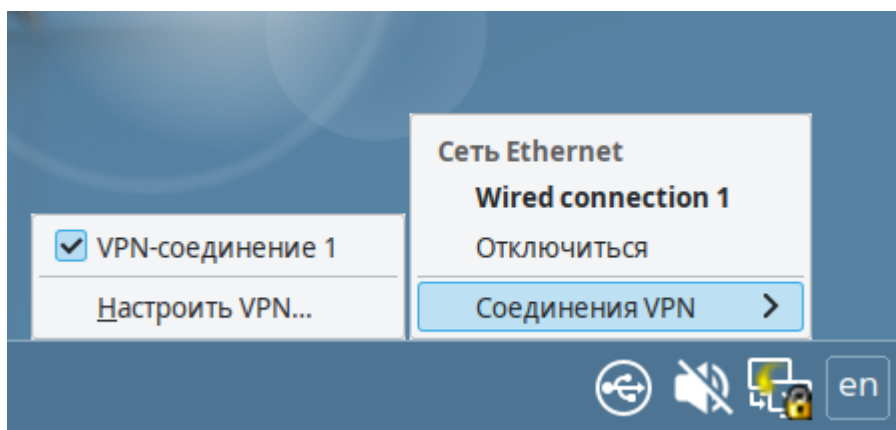 Сеть Ethernet
Wired connection 1
Отключиться
Соединения VPN
VPN-соединение 1
Настроить VPN...
en